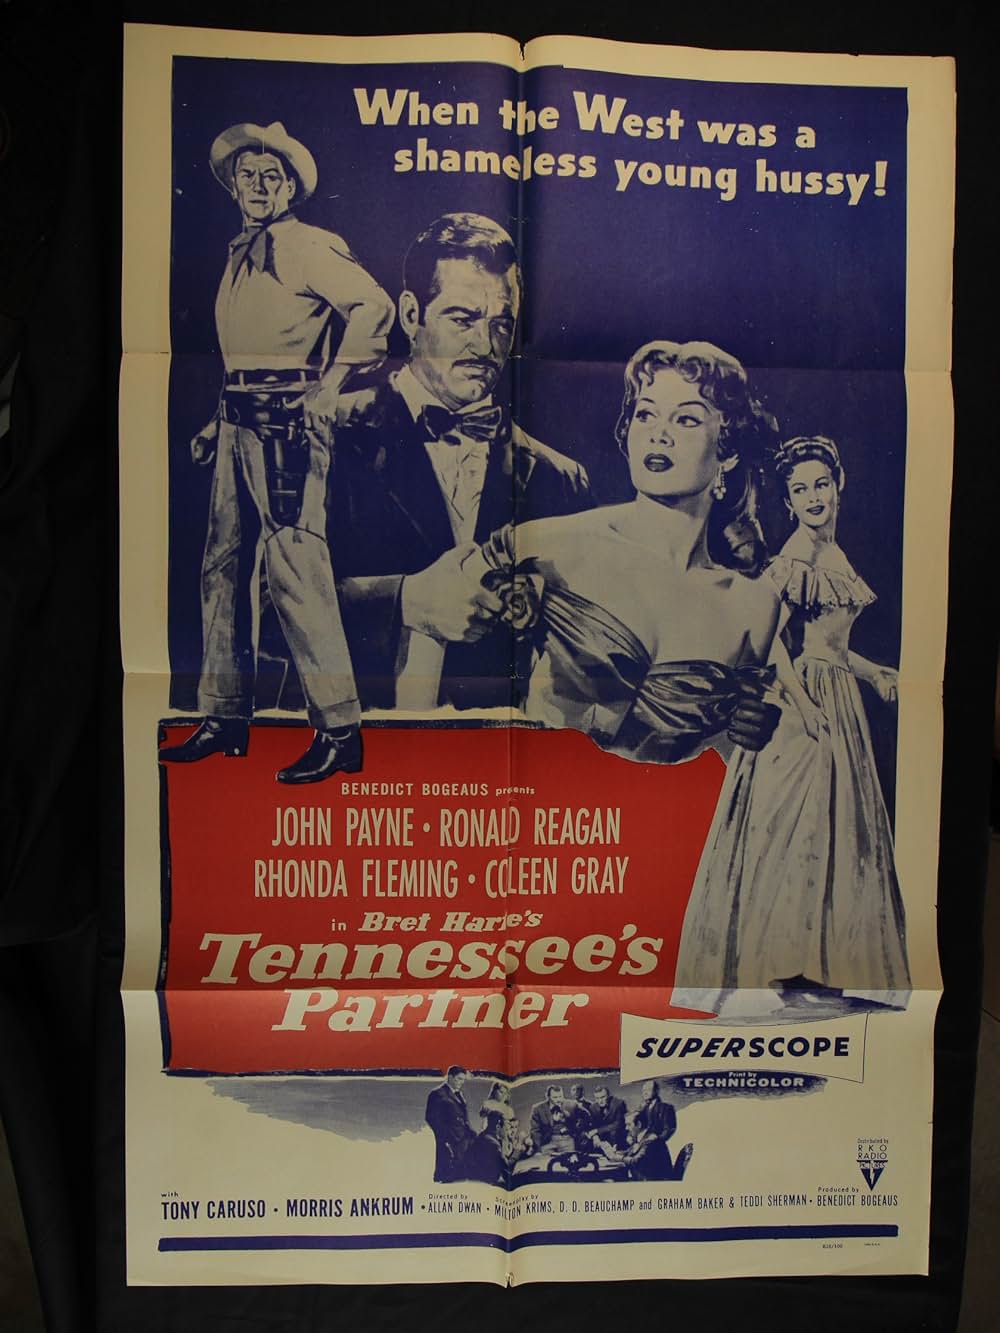 When the West was a
shameless young hussy!
BENEDICT BOGEAUS presents
JOHN PAYNE • RONALD REAGAN
RHONDA FLEMING • COLEEN GRAY
in Bret Harte's
Tennessee's
Partner
SUPERSCOPE
Print by
TECHNICOLOR
Distributed by
RKO
RADIO
PICTURES
with
TONY CARUSO • MORRIS ANKRUM • Directed by ALLAN DWAN • Screenplay by MILTON KRIMS, D. D. BEAUCHAMP and GRAHAM BAKER & TEDDI SHERMAN • Produced by BENEDICT BOGEAUS